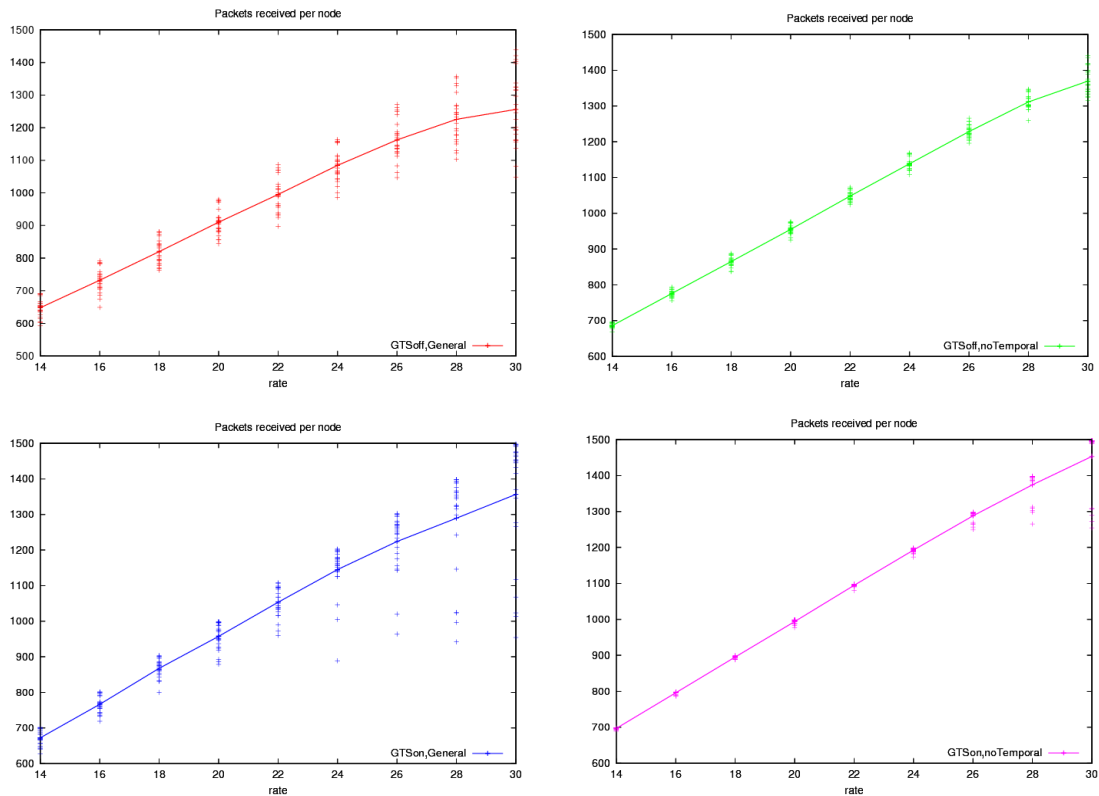 Packets received per node
1500
1400
1300
1200
1100
1000
900
800
700
600
500
GTSoff,General
14 16 18 20 22 24 26 28 30
rate
Packets received per node
1500
1400
1300
1200
1100
1000
900
800
700
600
GTSoff,noTemporal
14 16 18 20 22 24 26 28 30
rate
Packets received per node
1500
1400
1300
1200
1100
1000
900
800
700
600
GTSon,General
14 16 18 20 22 24 26 28 30
rate
Packets received per node
1500
1400
1300
1200
1100
1000
900
800
700
600
GTSon,noTemporal
14 16 18 20 22 24 26 28 30
rate